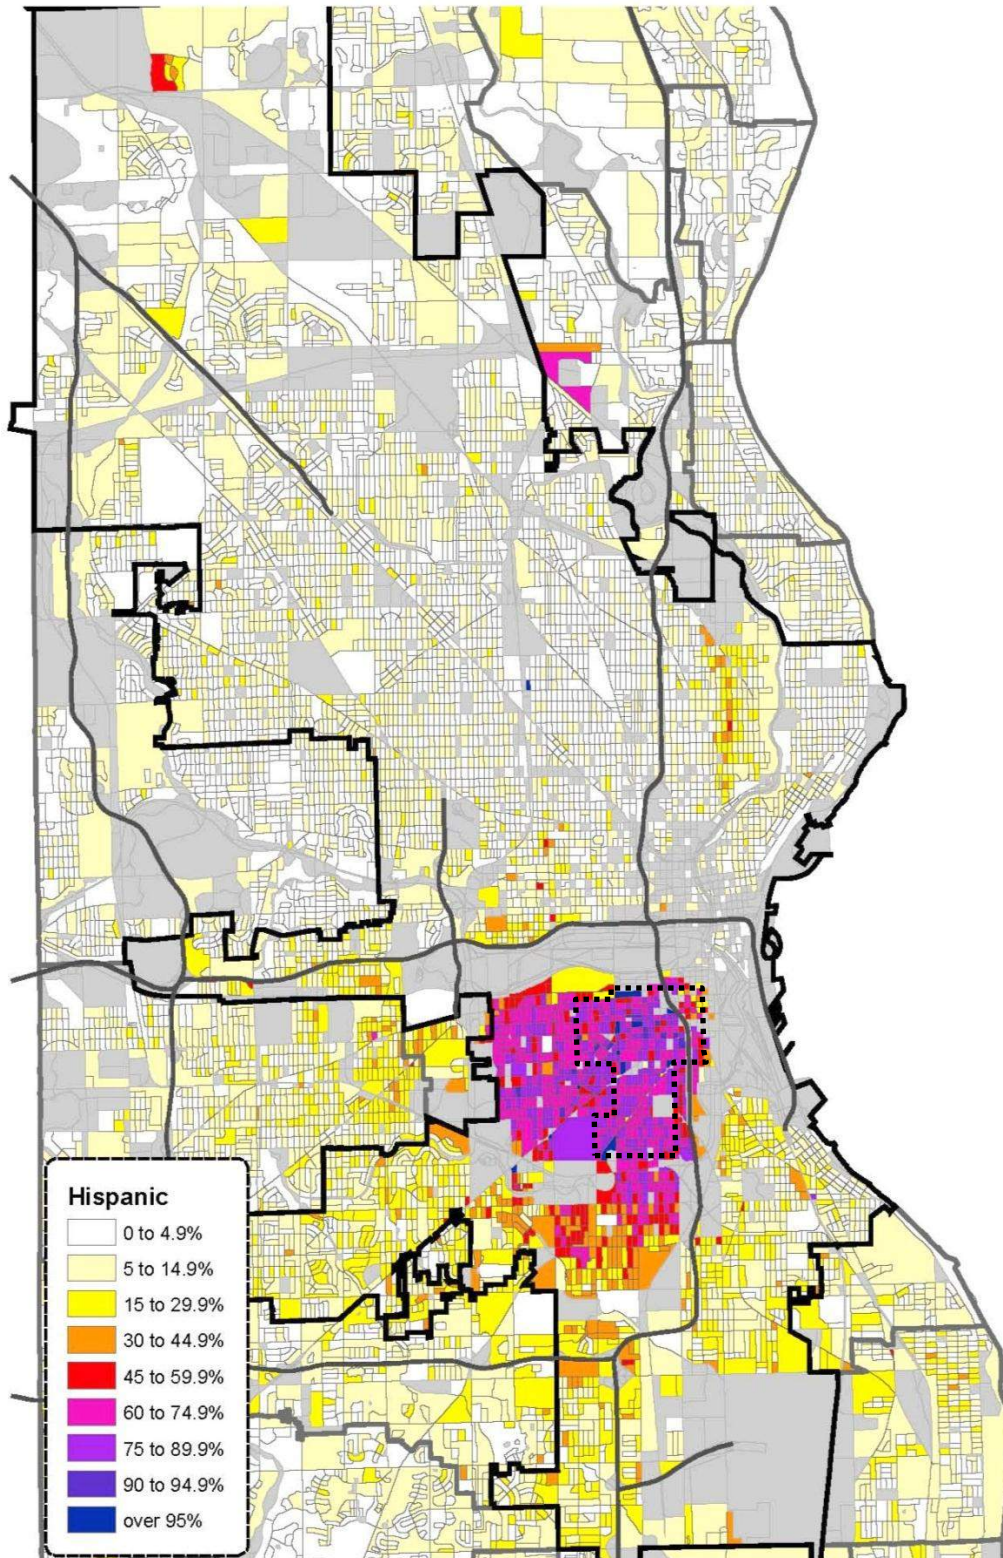 Hispanic
0 to 4.9%
5 to 14.9%
15 to 29.9%
30 to 44.9%
45 to 59.9%
60 to 74.9%
75 to 89.9%
90 to 94.9%
over 95%